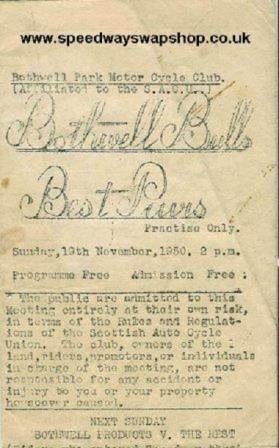 www.speedwayswapshop.co.uk
Bothwell Park Motor Cycle Club.
(Affiliated to the S.A.C.U.)
Bothwell Bulls
Best Pairs
Practise Only.
Sunday,19th November,1950. 2 p.m.
Programme Free Admission Free :
The public are admitted to this
Meeting entirely at their own risk,
in terms of the Rules and Regulat-
ions of the Scottish Auto Cycle
Union. The club, owners of the
land,riders,promotors,or individuals
in charge of the meeting, are not
responsible for any accident or
injury to you or your property
howsoever caused.
NEXT SUNDAY
BOTHWELL PRODUCTS V. THE REST